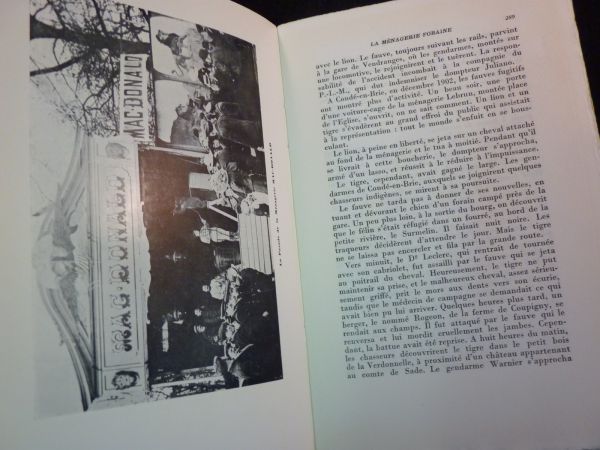 MAC-DONALD
MAC-DONALD
La façade de la Ménagerie MAC-DONALD
LA MÉNAGERIE FORAINE
289
avec le lion. Le fauve, toujours suivant les rails, parvint
à la gare de Vendranges, où les gendarmes, montés sur
une locomotive, le rejoignirent et le tuèrent. La respon-
sabilité de l'accident incombait à la compagnie du
P.-L.-M., qui dut indemniser le dompteur Juliano.
A Condé-en-Brie, en décembre 1902, les fauves fugitifs
ont montré plus d'activité. Un beau soir, une porte
d'une voiture-cage de la ménagerie Lebrun, montée place
de l'Eglise, s'ouvrit, on ne sait comment. Un lion et un
tigre s'évadèrent au grand effroi du public qui assistait
à la représentation : tout le monde s'enfuit en se bous-
culant.
Le lion, à peine en liberté, se jeta sur un cheval attaché
au fond de la ménagerie et le tua à moitié. Pendant qu'il
se livrait à cette boucherie, le dompteur s'approcha,
armé d'un lasso, et réussit à le réduire à l'impuissance.
Le tigre, cependant, avait gagné le large. Les gen-
darmes de Condé-en-Brie, auxquels se joignirent quelques
chasseurs indigènes, se mirent à sa poursuite.
Le fauve ne tarda pas à donner de ses nouvelles, en
tuant et dévorant le chien d'un forain campé près de la
gare. Un peu plus loin, à la sortie du bourg, on découvrit
que le félin s'était réfugié dans un fourré, au bord de la
petite rivière, le Surmelin. Il faisait nuit noire. Les
traqueurs décidèrent d'attendre le jour. Mais le tigre
ne se laissa pas encercler et fila par la grande route.
Vers minuit, le Dr Leclerc, qui rentrait de tournée
avec son cabriolet, fut assailli par le fauve qui se jeta
au poitrail du cheval. Heureusement, le tigre ne put
maintenir sa prise, et le malheureux cheval, assez sérieu-
sement griffé, prit le mors aux dents vers son écurie,
tandis que le médecin de campagne se demandait ce qui
avait bien pu lui arriver. Quelques heures plus tard, un
berger, le nommé Rogeon, de la ferme de Coupigny, se
rendait aux champs. Il fut attaqué par le fauve qui le
renversa et lui mordit cruellement les jambes. Cepen-
dant, la battue avait été reprise. A huit heures du matin,
les chasseurs découvrirent le tigre dans le petit bois
de la Verdonnelle, à proximité d'un château appartenant
au comte de Sade. Le gendarme Warnier s'approcha